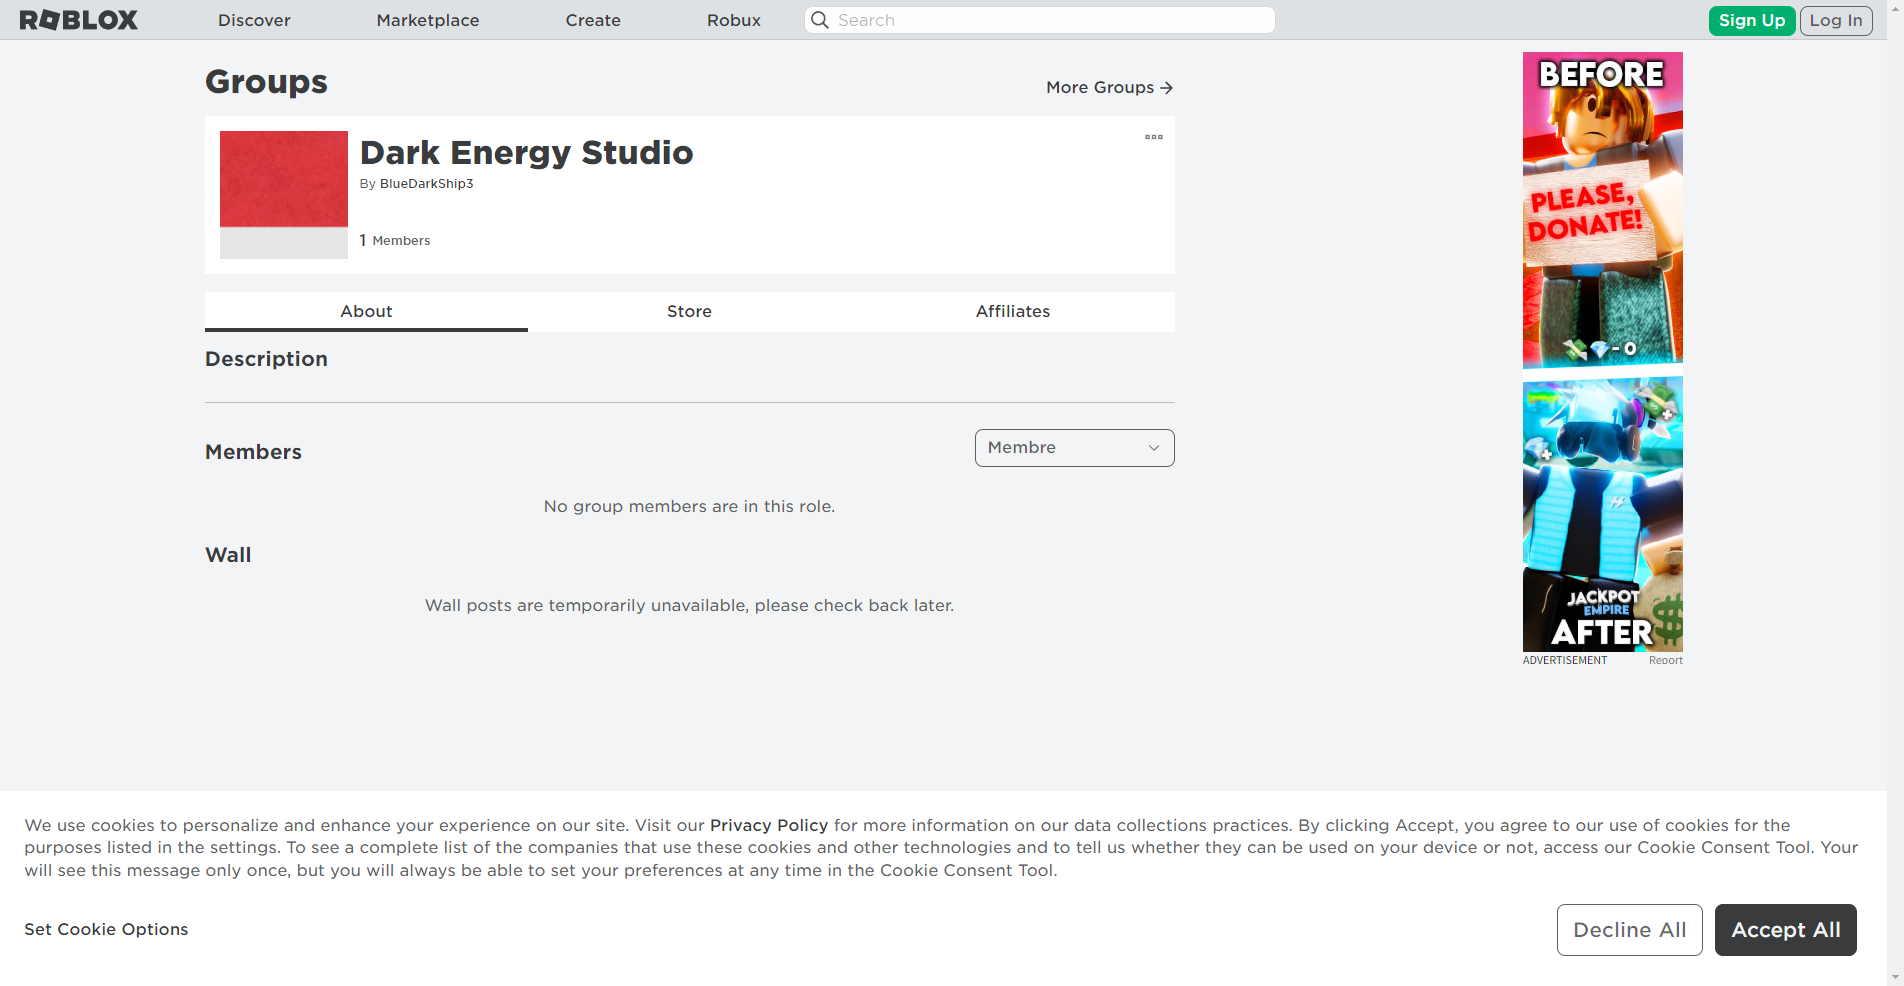 ROBLOX
Discover
Marketplace
Create
Robux
Search
Sign Up
Log In
Groups
More Groups
Dark Energy Studio
By BlueDarkShip3
1 Members
About
Store
Affiliates
Description
Members
Membre
No group members are in this role.
Wall
Wall posts are temporarily unavailable, please check back later.
BEFORE
PLEASE,
DONATE!
- 0
+
+
JACKPOT
EMPIRE
AFTER
$
ADVERTISEMENT
Report
We use cookies to personalize and enhance your experience on our site. Visit our Privacy Policy for more information on our data collections practices. By clicking Accept, you agree to our use of cookies for the
purposes listed in the settings. To see a complete list of the companies that use these cookies and other technologies and to tell us whether they can be used on your device or not, access our Cookie Consent Tool. Your
will see this message only once, but you will always be able to set your preferences at any time in the Cookie Consent Tool.
Set Cookie Options
Decline All
Accept All